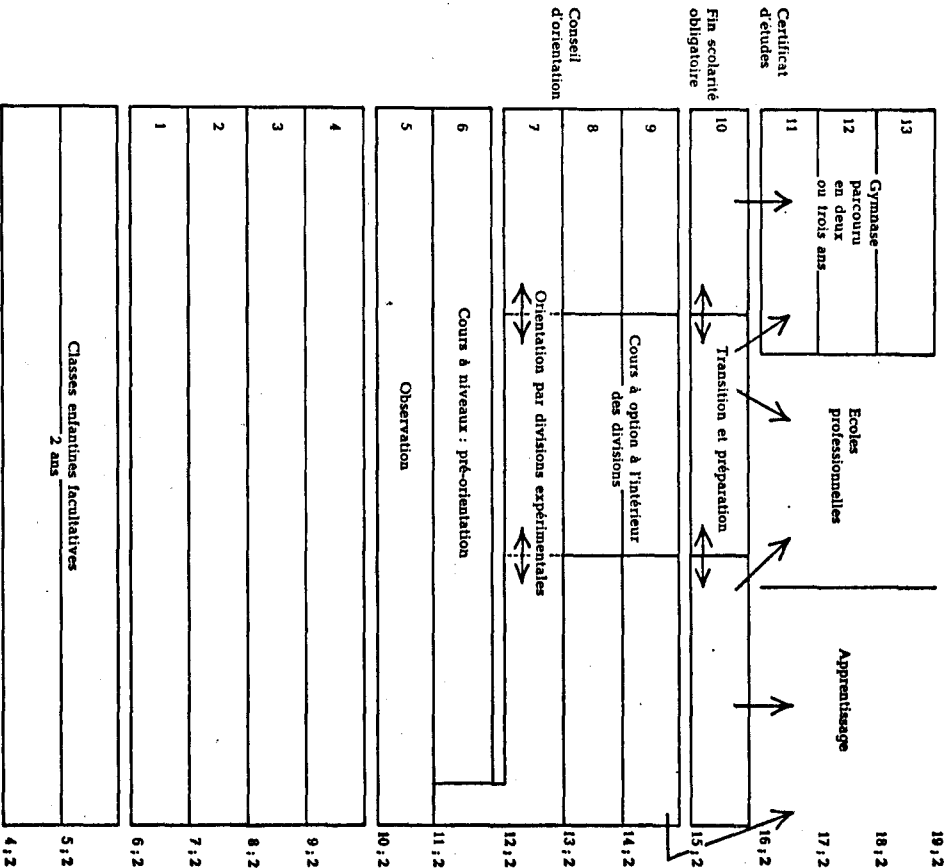 13
12
11
Gymnase
parcouru
en deux
ou trois ans
Ecoles
professionnelles
Apprentissage
19 ; 2
18 ; 2
17 ; 2
16 ; 2
Certificat
d'études
10
Transition et préparation
15 ; 2
Fin scolarité
obligatoire
9
8
Cours à option à l'intérieur
des divisions
14 ; 2
13 ; 2
7
Orientation par divisions expérimentales
12 ; 2
Conseil
d'orientation
6
Cours à niveaux : pré-orientation
11 ; 2
5
Observation
10 ; 2
4
9 ; 2
3
8 ; 2
2
7 ; 2
1
6 ; 2
Classes enfantines facultatives
2 ans
5 ; 2
4 ; 2